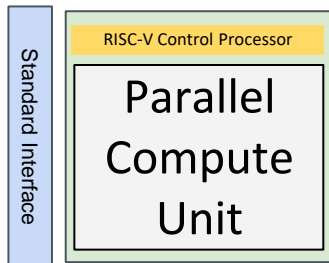 Standard Interface
RISC-V Control Processor
Parallel
Compute
Unit